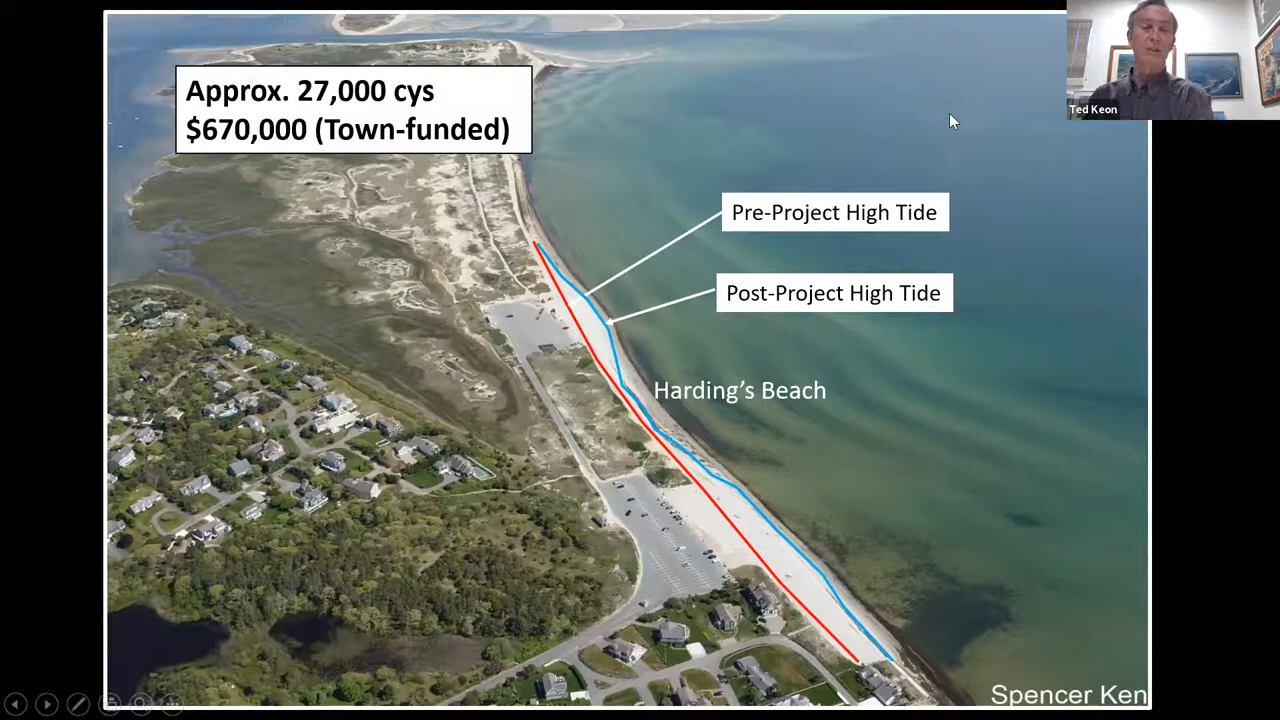 Approx. 27,000 cys
$670,000 (Town-funded)
Ted Keon
Pre-Project High Tide
Post-Project High Tide
Harding’s Beach
Spencer Ken